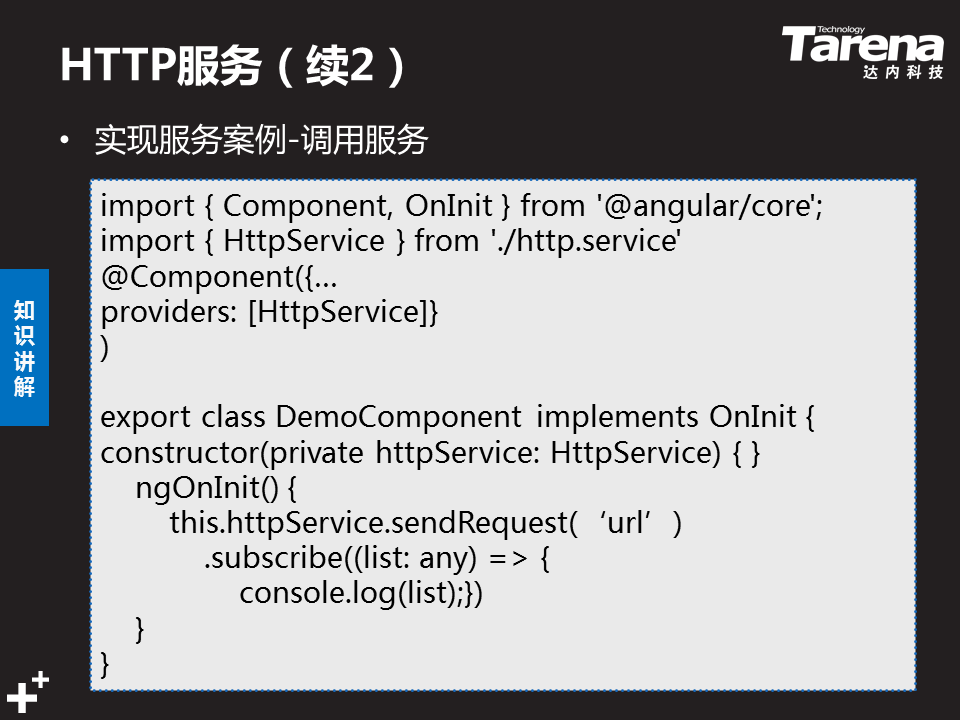 HTTP服务（续2）
Technology
Tarena
达内科技
• 实现服务案例-调用服务
知识讲解
import { Component, OnInit } from '@angular/core';
import { HttpService } from './http.service'
@Component({...
providers: [HttpService]}
)
export class DemoComponent implements OnInit {
constructor(private httpService: HttpService) { }
ngOnInit() {
this.httpService.sendRequest(‘url’)
.subscribe((list: any) => {
console.log(list);})
}
}